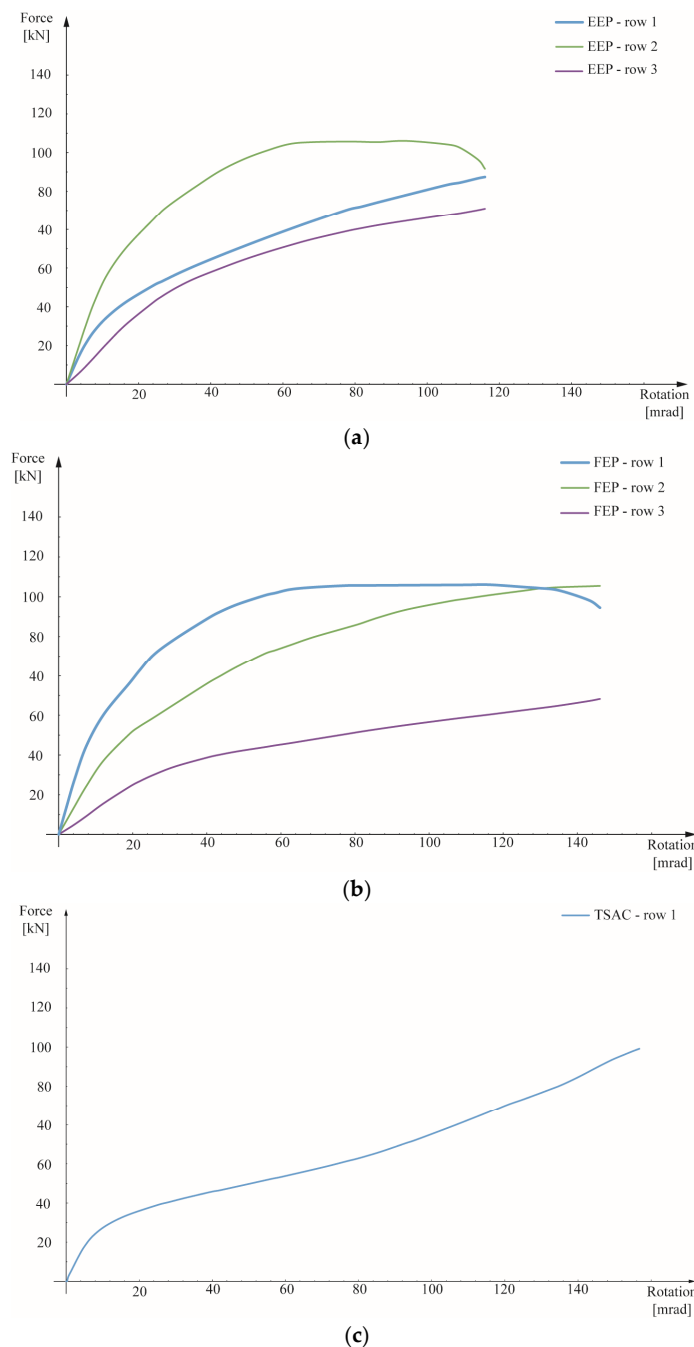 Force
[kN]
EEP - row 1
EEP - row 2
EEP - row 3
140
120
100
80
40
60
40
20
20 40 60 80 100 120 140
Rotation
[mrad]
(a)
Force
[kN]
FEP - row 1
FEP - row 2
FEP - row 3
140
120
100
80
40
60
40
20
20 40 60 80 100 120 140
Rotation
[mrad]
(b)
Force
[kN]
TSAC - row 1
140
120
100
80
40
60
40
20
20 40 60 80 100 120 140
Rotation
[mrad]
(c)